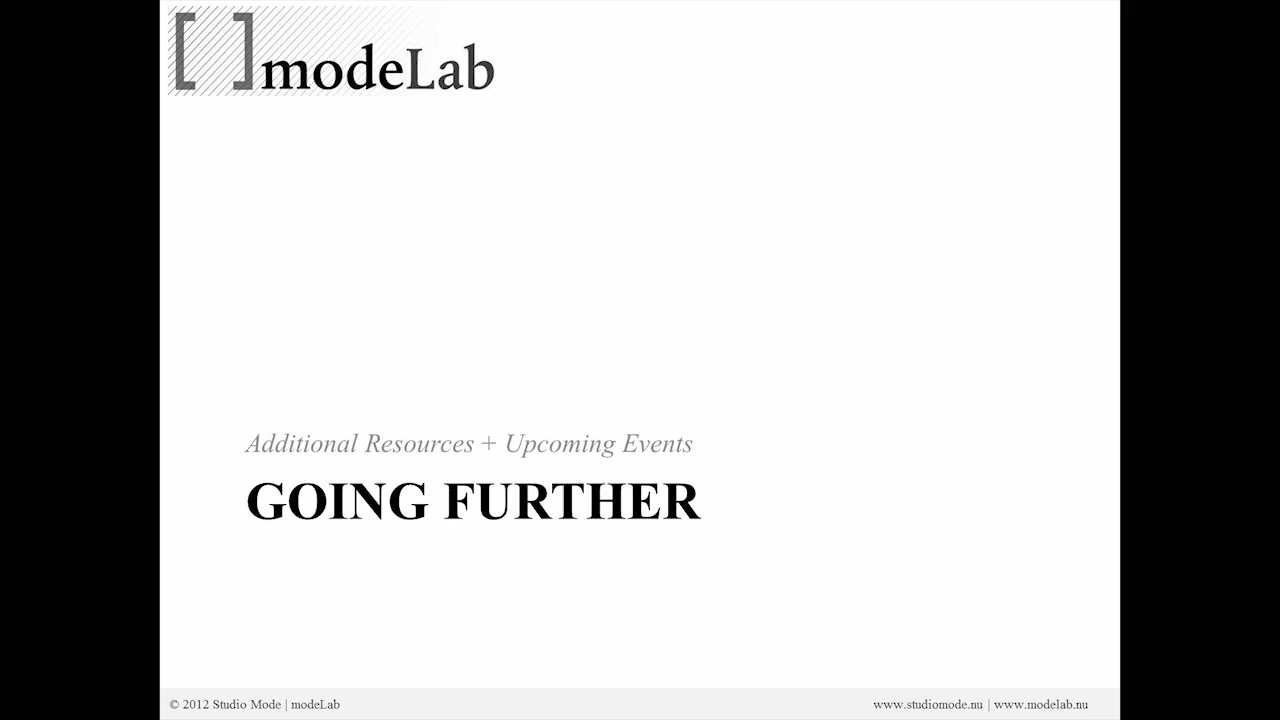 [ ]modeLab
Additional Resources + Upcoming Events
GOING FURTHER
© 2012 Studio Mode | modeLab
www.studiomode.nu | www.modelab.nu